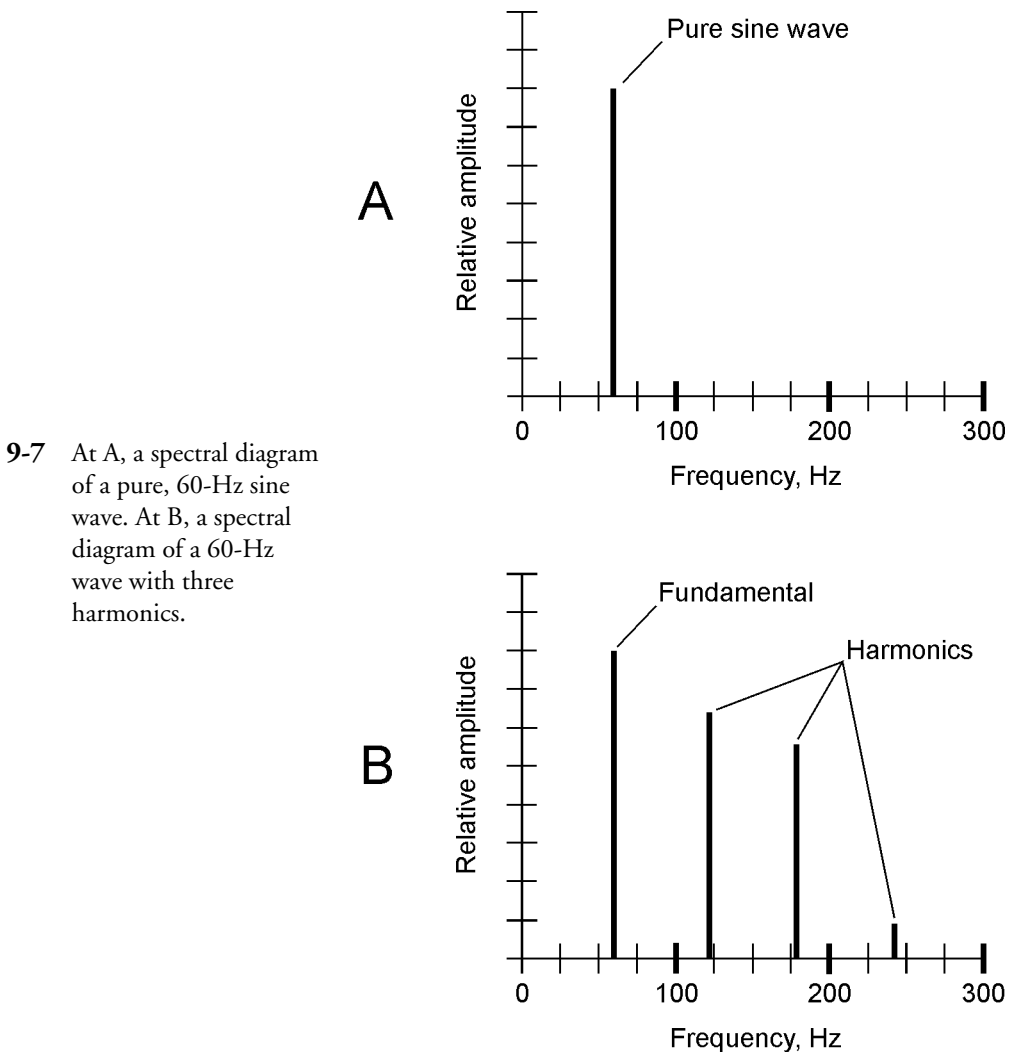 Pure sine wave
Relative amplitude
A
0 100 200 300
Frequency, Hz
9-7 At A, a spectral diagram
of a pure, 60-Hz sine
wave. At B, a spectral
diagram of a 60-Hz
wave with three
harmonics.
Fundamental
Harmonics
Relative amplitude
B
0 100 200 300
Frequency, Hz